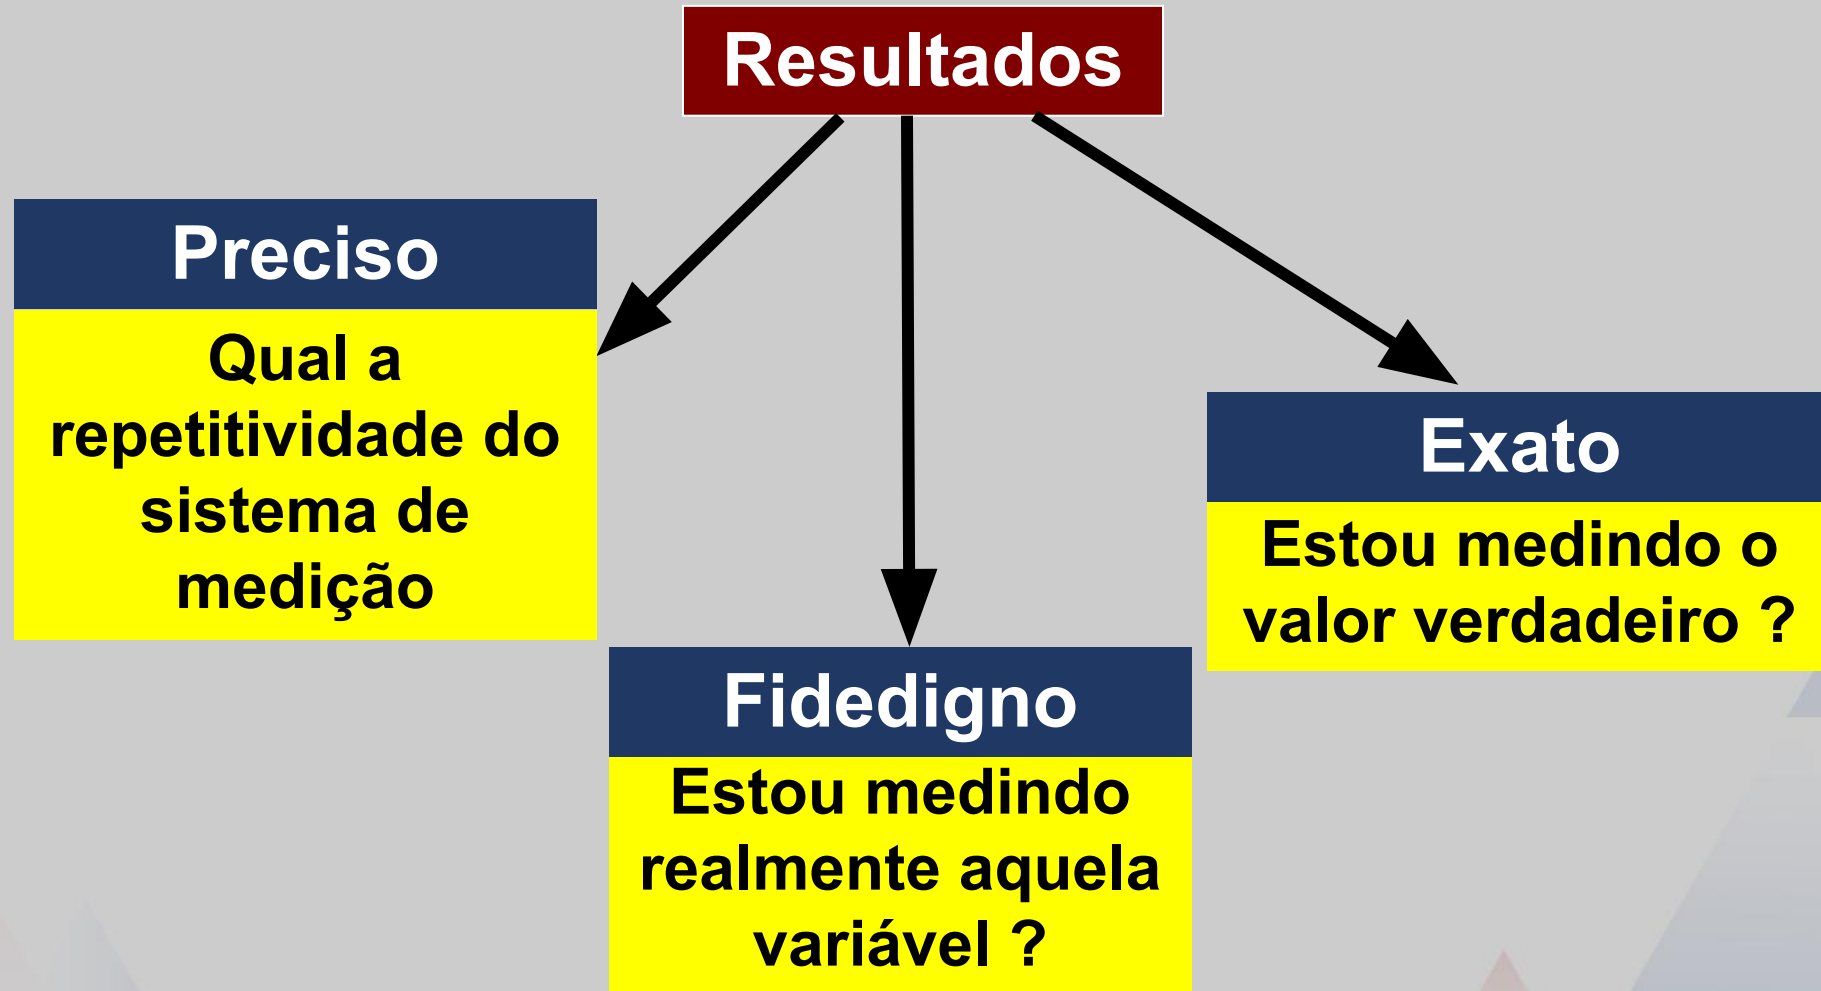 Resultados
Preciso
Qual a
repetitividade do
sistema de
medição
Fidedigno
Estou medindo
realmente aquela
variável ?
Exato
Estou medindo o
valor verdadeiro ?